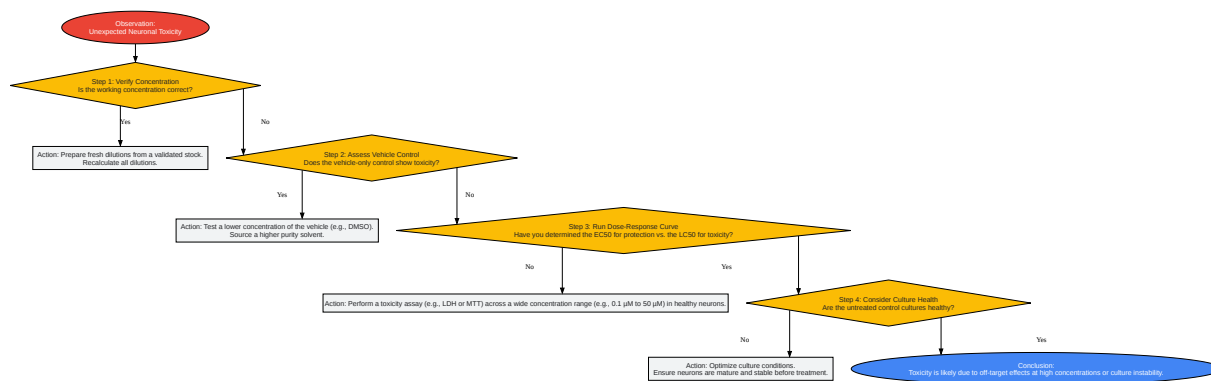 Observation:
Unexpected Neuronal Toxicity
Step 1: Verify Concentration
Is the working concentration correct?
Yes
No
Action: Prepare fresh dilutions from a validated stock.
Recalculate all dilutions.
Step 2: Assess Vehicle Control
Does the vehicle-only control show toxicity?
Yes
No
Action: Test a lower concentration of the vehicle (e.g., DMSO).
Source a higher purity solvent.
Step 3: Run Dose-Response Curve
Have you determined the EC50 for protection vs. the LC50 for toxicity?
No
Yes
Action: Perform a toxicity assay (e.g., LDH or MTT) across a wide concentration range (e.g., 0.1 μM to 50 μM) in healthy neurons.
Step 4: Consider Culture Health
Are the untreated control cultures healthy?
No
Yes
Action: Optimize culture conditions.
Ensure neurons are mature and stable before treatment.
Conclusion:
Toxicity is likely due to off-target effects at high concentrations or culture instability.